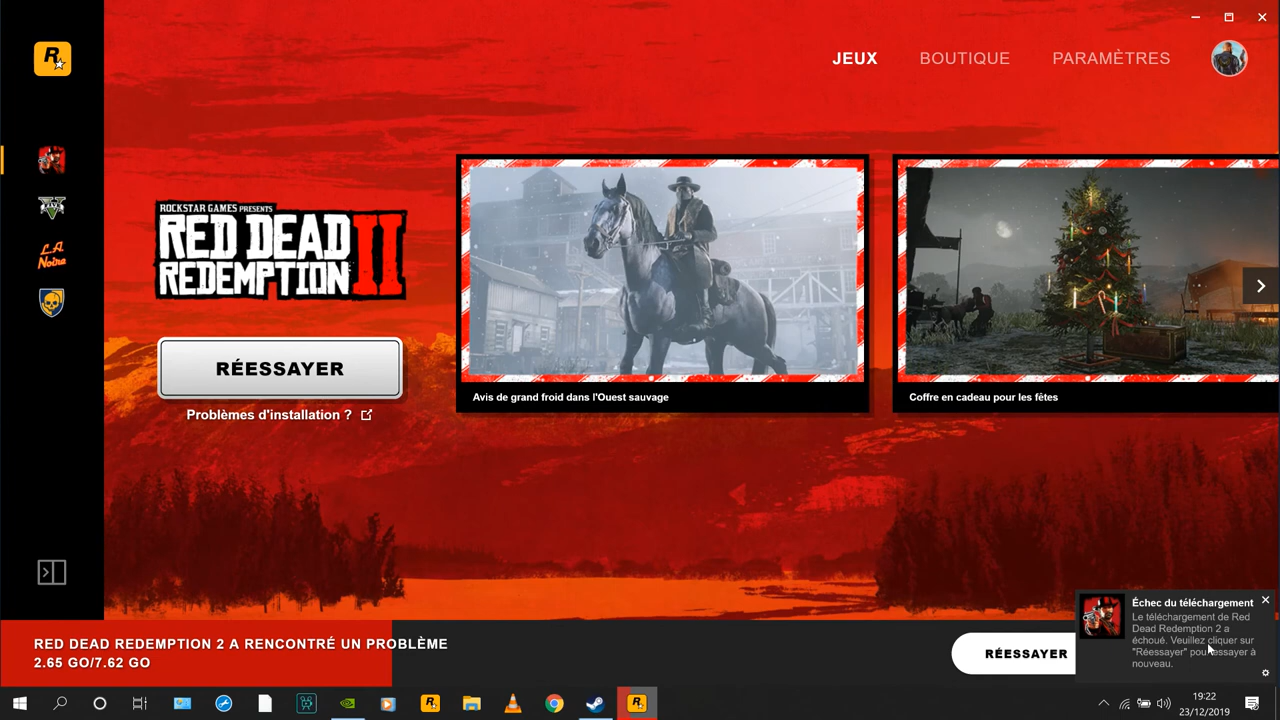 JEUX
BOUTIQUE
PARAMÈTRES
R
V
L.A.
Noire
ROCKSTAR GAMES PRESENTS
RED DEAD
REDEMPTION II
RÉESSAYER
Problèmes d'installation ?
Avis de grand froid dans l'Ouest sauvage
Coffre en cadeau pour les fêtes
RED DEAD REDEMPTION 2 A RENCONTRÉ UN PROBLÈME
2.65 GO/7.62 GO
RÉESSAYER
Échec du téléchargement
Le téléchargement de Red
Dead Redemption 2 a
échoué. Veuillez cliquer sur
"Réessayer" pour essayer à
nouveau.
R
R
19:22
23/12/2019